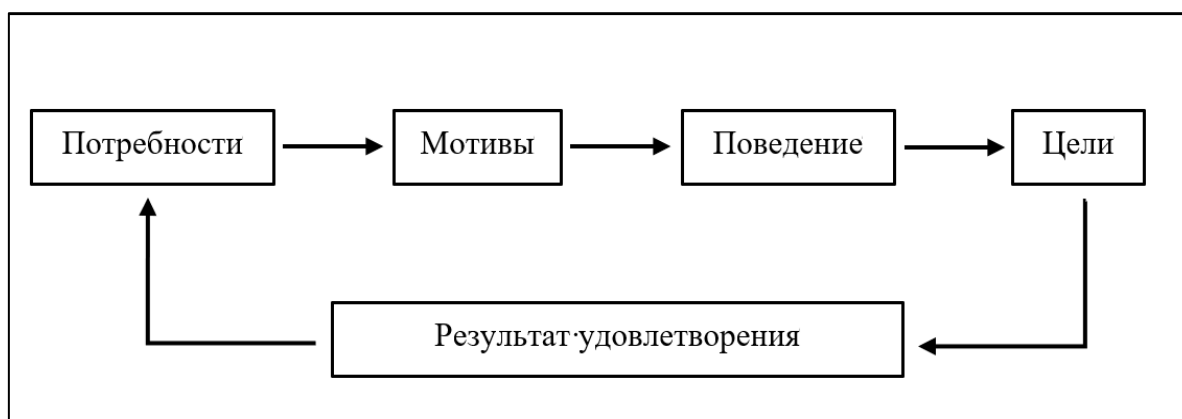 Потребности
Мотивы
Поведение
Цели
Результат·удовлетворения